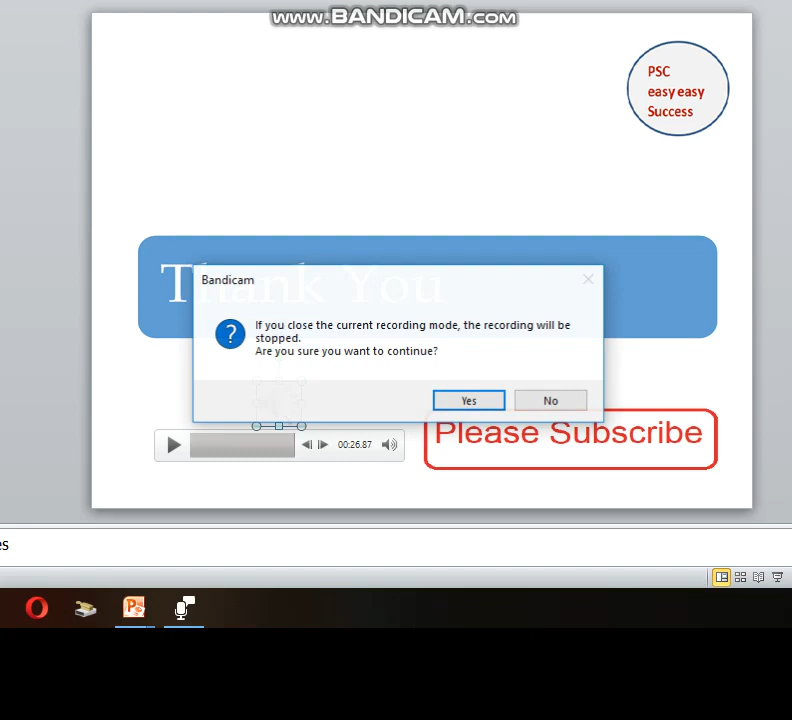 www.BANDICAM.com
PSC
easy easy
Success
Thank You
Bandicam
If you close the current recording mode, the recording will be
stopped.
Are you sure you want to continue?
Yes
No
Please Subscribe
00:26.87
es